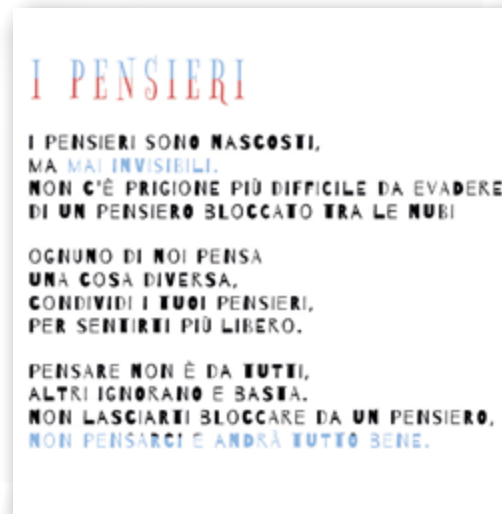 I PENSIERI
I PENSIERI SONO NASCOSTI,
MA MAI INVISIBILI.
NON C'È PRIGIONE PIÙ DIFFICILE DA EVADERE
DI UN PENSIERO BLOCCATO TRA LE NUBI
OGNUNO DI NOI PENSA
UNA COSA DIVERSA,
CONDIVIDI I TUOI PENSIERI,
PER SENTIRTI PIÙ LIBERO.
PENSARE NON È DA TUTTI,
ALTRI IGNORANO E BASTA.
NON LASCIARTI BLOCCARE DA UN PENSIERO,
NON PENSARCI E ANDRÀ TUTTO BENE.